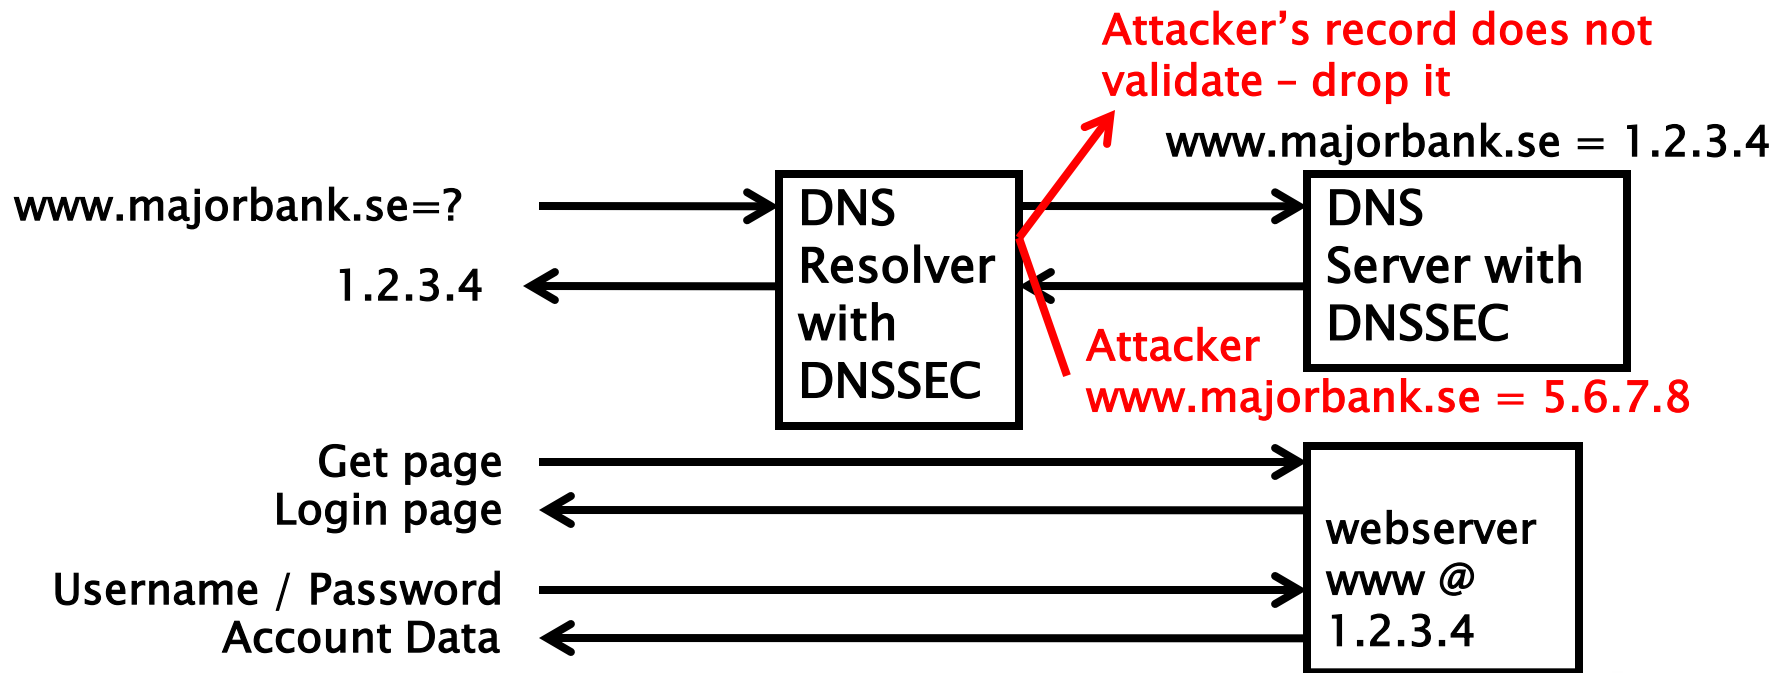 Attacker’s record does not
validate – drop it
www.majorbank.se = 1.2.3.4
www.majorbank.se=?
1.2.3.4
DNS
Resolver
with
DNSSEC
DNS
Server with
DNSSEC
Attacker
www.majorbank.se = 5.6.7.8
Get page
Login page
Username / Password
Account Data
webserver
www @
1.2.3.4